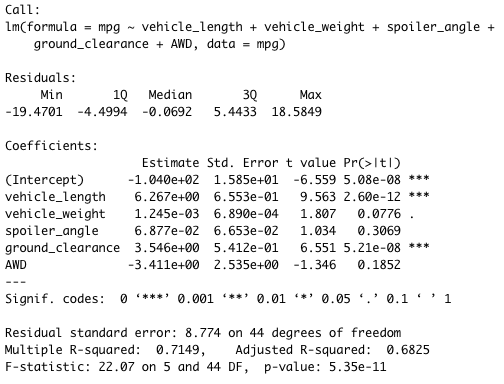 Call:
lm(formula = mpg ~ vehicle_length + vehicle_weight + spoiler_angle +
    ground_clearance + AWD, data = mpg)

Residuals:
     Min       1Q   Median       3Q      Max
-19.4701  -4.4994  -0.0692   5.4433  18.5849

Coefficients:
                   Estimate Std. Error t value Pr(>|t|)
(Intercept)      -1.040e+02  1.585e+01  -6.559 5.08e-08 ***
vehicle_length    6.267e+00  6.553e-01   9.563 2.60e-12 ***
vehicle_weight    1.245e-03  6.890e-04   1.807   0.0776 .
spoiler_angle     6.877e-02  6.653e-02   1.034   0.3069
ground_clearance  3.546e+00  5.412e-01   6.551 5.21e-08 ***
AWD              -3.411e+00  2.535e+00  -1.346   0.1852
---
Signif. codes:  0 ‘***’ 0.001 ‘**’ 0.01 ‘*’ 0.05 ‘.’ 0.1 ‘ ’ 1

Residual standard error: 8.774 on 44 degrees of freedom
Multiple R-squared:  0.7149,    Adjusted R-squared:  0.6825
F-statistic: 22.07 on 5 and 44 DF,  p-value: 5.35e-11